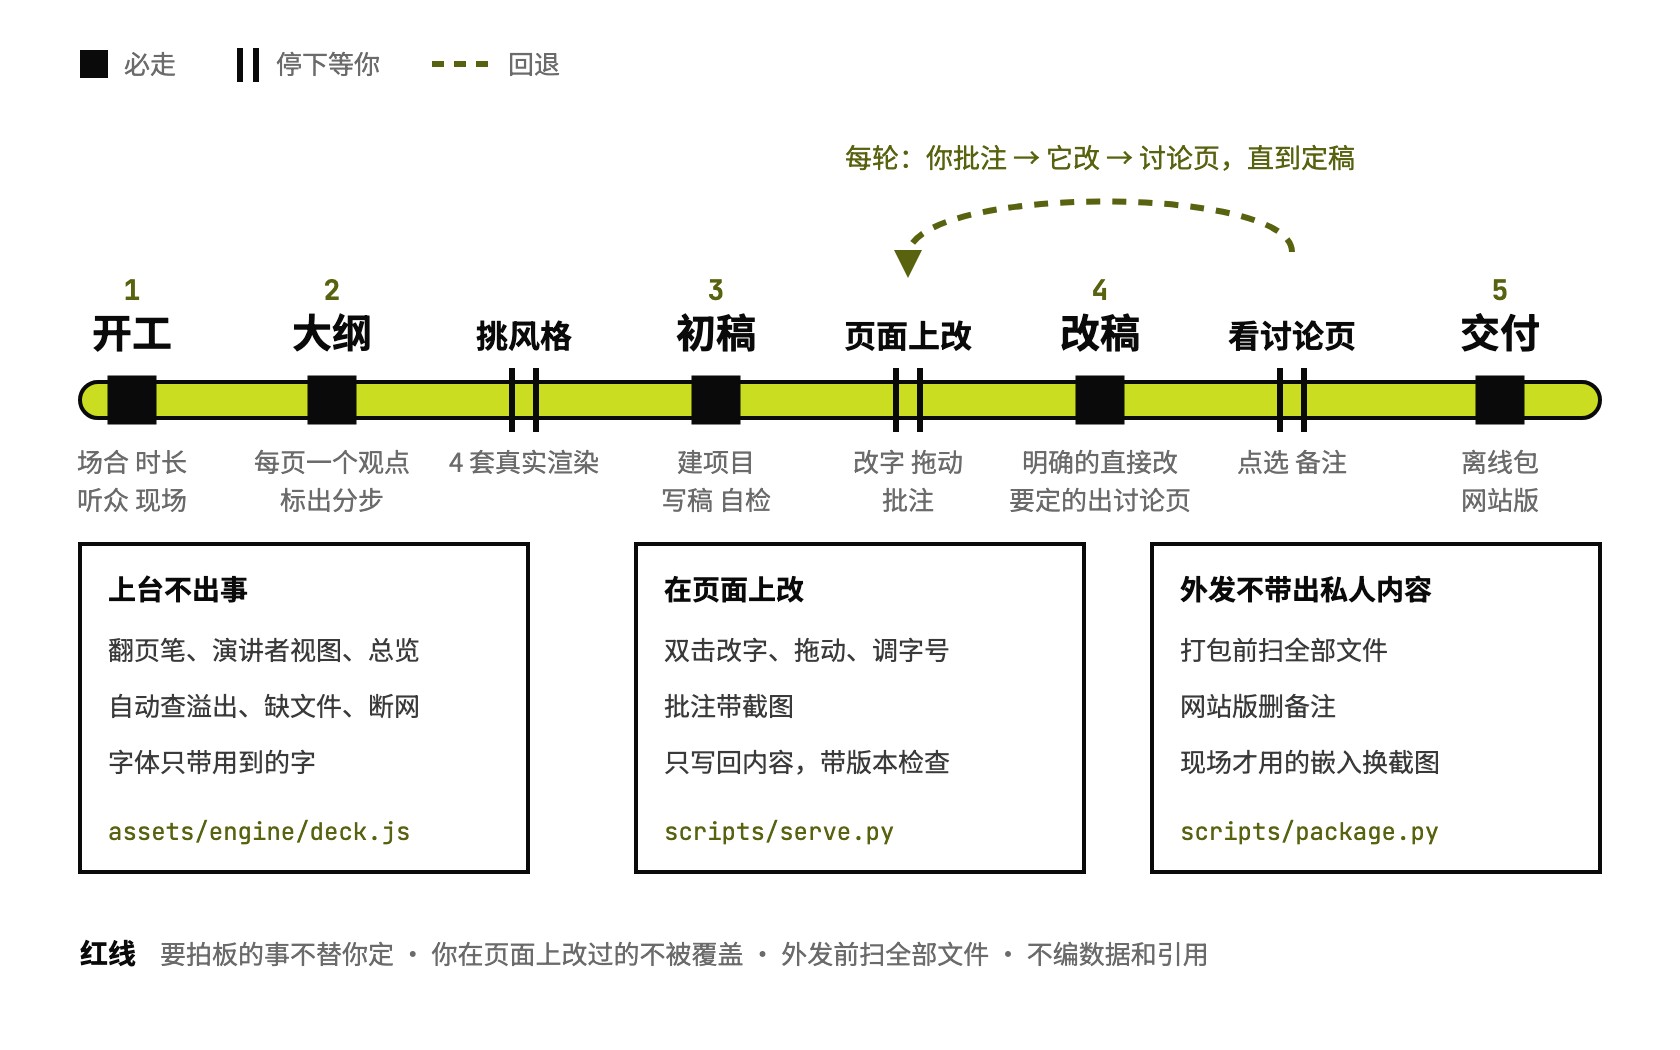 必走 停下等你 回退
每轮：你批注 → 它改 → 讨论页，直到定稿
1 2 3 4 5
开工 大纲 挑风格 初稿 页面上改 改稿 看讨论页 交付
场合 时长 每页一个观点 4 套真实渲染 建项目 改字 拖动 明确的直接改 点选 备注 离线包
听众 现场 标出分步 写稿 自检 批注 要定的出讨论页 网站版
上台不出事
翻页笔、演讲者视图、总览
自动查溢出、缺文件、断网
字体只带用到的字
assets/engine/deck.js
在页面上改
双击改字、拖动、调字号
批注带截图
只写回内容，带版本检查
scripts/serve.py
外发不带出私人内容
打包前扫全部文件
网站版删备注
现场才用的嵌入换截图
scripts/package.py
红线 要拍板的事不替你定 · 你在页面上改过的不被覆盖 · 外发前扫全部文件 · 不编数据和引用